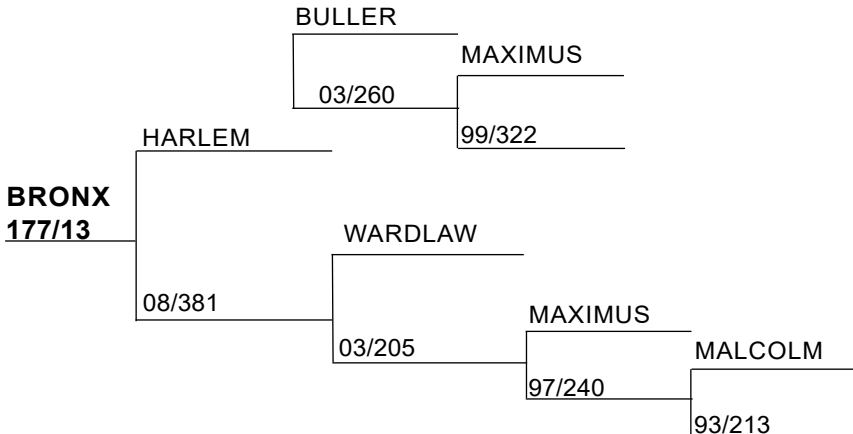 BULLER
MAXIMUS
03/260
99/322
HARLEM
BRONX
177/13
WARDLAW
08/381
MAXIMUS
03/205
MALCOLM
97/240
93/213